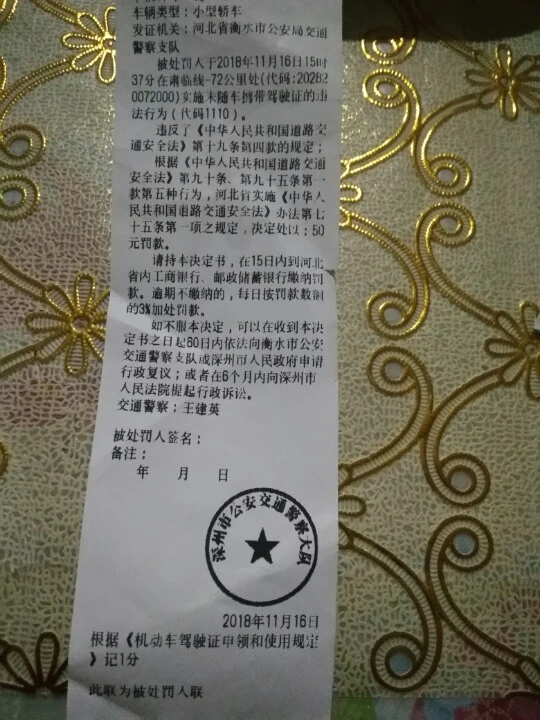 车辆类型：小型轿车
发证机关：河北省衡水市公安局交通
警察支队
被处罚人于2018年11月16日15时
37分在肃临线-72公里处(代码:20282
0072000)实施未随车携带驾驶证的违
法行为（代码1110）。
违反了《中华人民共和国道路交
通安全法》第十九条第四款的规定；
根据《中华人民共和国道路交通
安全法》第九十条、第九十五条第一
款第五种行为，河北省实施《中华人
民共和国道路交通安全法》办法第七
十五条第一项之规定，决定处以：50
元罚款。
请持本决定书，在15日内到河北
省内工商银行、邮政储蓄银行缴纳罚
款。逾期不缴纳的，每日按罚款数额
的3%加处罚款。
如不服本决定，可以在收到本决
定书之日起60日内依法向衡水市公安
交通警察支队或深州市人民政府申请
行政复议；或者在6个月内向深州市
人民法院提起行政诉讼。
交通警察：王建英
被处罚人签名：
备注：
年 月 日
深州市公安交通警察大队
2018年11月16日
根据《机动车驾驶证申领和使用规定
》记1分
此联为被处罚人联